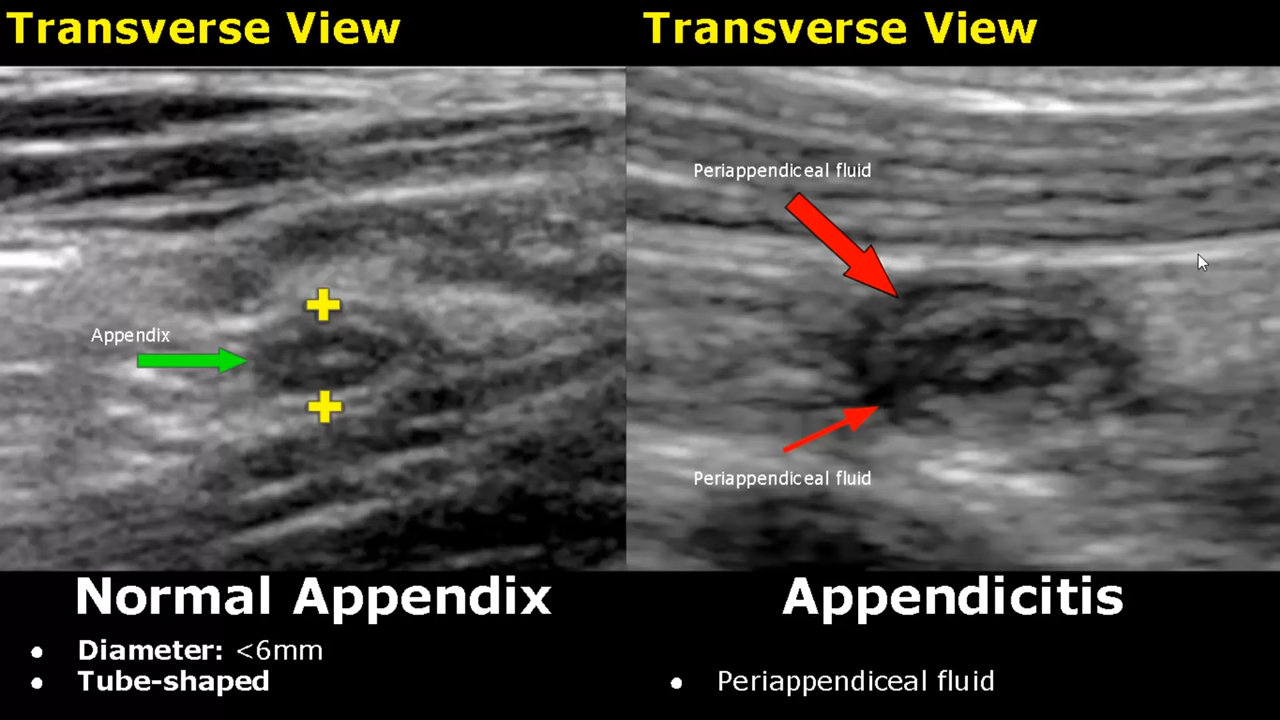 Transverse View
Transverse View
Periappendiceal fluid
Appendix
Periappendiceal fluid
Normal Appendix
Appendicitis
● Diameter: <6mm
● Tube-shaped
● Periappendiceal fluid